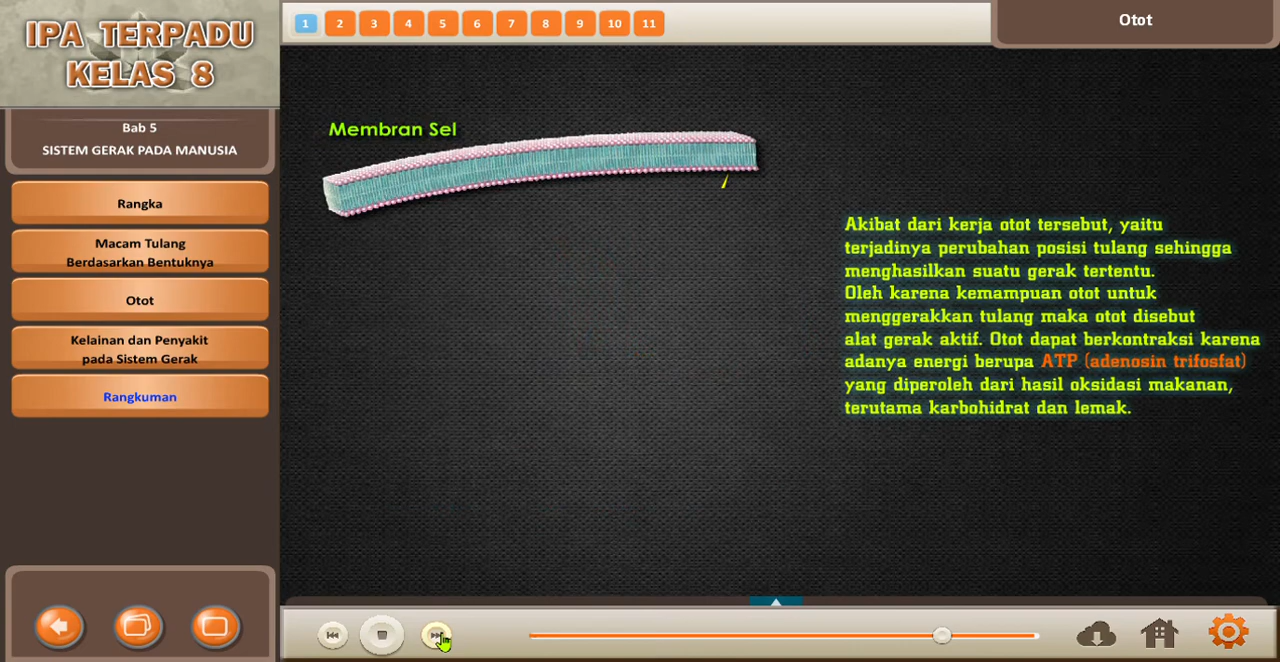 IPA TERPADU
KELAS 8
1 2 3 4 5 6 7 8 9 10 11
Otot
Bab 5
SISTEM GERAK PADA MANUSIA
Rangka
Macam Tulang
Berdasarkan Bentuknya
Otot
Kelainan dan Penyakit
pada Sistem Gerak
Rangkuman
Membran Sel
Akibat dari kerja otot tersebut, yaitu
terjadinya perubahan posisi tulang sehingga
menghasilkan suatu gerak tertentu.
Oleh karena kemampuan otot untuk
menggerakkan tulang maka otot disebut
alat gerak aktif. Otot dapat berkontraksi karena
adanya energi berupa ATP (adenosin trifosfat)
yang diperoleh dari hasil oksidasi makanan,
terutama karbohidrat dan lemak.